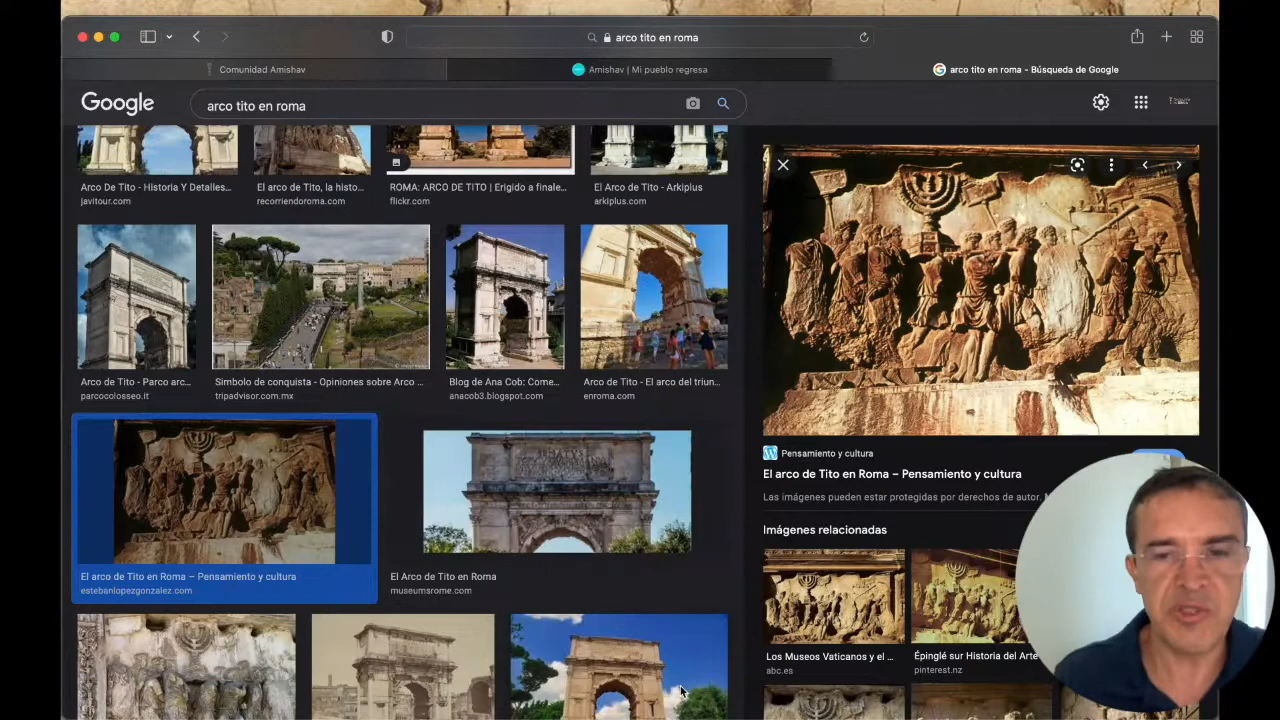 arco tito en roma
Comunidad Amishav
Amishav | Mi pueblo regresa
arco tito en roma - Búsqueda de Google
Google
arco tito en roma
Arco De Tito - Historia Y Detalles...
javitour.com
El arco de Tito, la histo...
recorriendoroma.com
ROMA: ARCO DE TITO | Erigido a finale...
flickr.com
El Arco De Tito - Arkiplus
arkiplus.com
Arco de Tito - Parco arc...
parcocolosseo.it
Símbolo de conquista - Opiniones sobre Arco ...
tripadvisor.com.mx
Blog de Ana Cob: Come...
anacob3.blogspot.com
Arco de Tito - El arco del triun...
enroma.com
El arco de Tito en Roma – Pensamiento y cultura
estebanlopezgonzalez.com
El Arco de Tito en Roma
museumsrome.com
Pensamiento y cultura
El arco de Tito en Roma – Pensamiento y cultura
Las imágenes pueden estar protegidas por derechos de autor.
Imágenes relacionadas
Los Museos Vaticanos y el ...
abc.es
Épinglé sur Historia del Arte
pinterest.nz